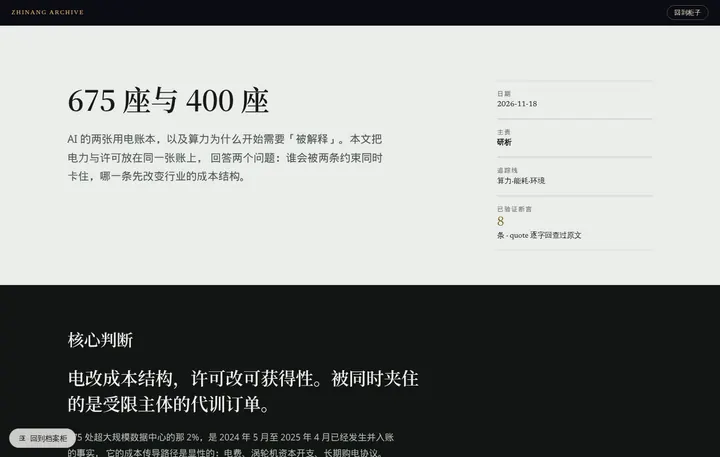 ZHINANG ARCHIVE
回到柜子
675 座与 400 座
AI 的两张用电账本，以及算力为什么开始需要「被解释」。本文把
电力与许可放在同一张账上， 回答两个问题：谁会被两条约束同时
卡住，哪一条先改变行业的成本结构。
日期
2026-11-18
主责
研析
追踪线
算力·能耗·环境
已验证断言
8
条 · quote 逐字回查过原文
核心判断
电改成本结构，许可改可获得性。被同时夹住
的是受限主体的代训订单。
回到档案柜
75 处超大规模数据中心的那 2%，是 2024 年 5 月至 2025 年 4 月已经发生并入账
的事实， 它的成本传导路径是显性的：电费、涡轮机资本开支、长期购电协议。